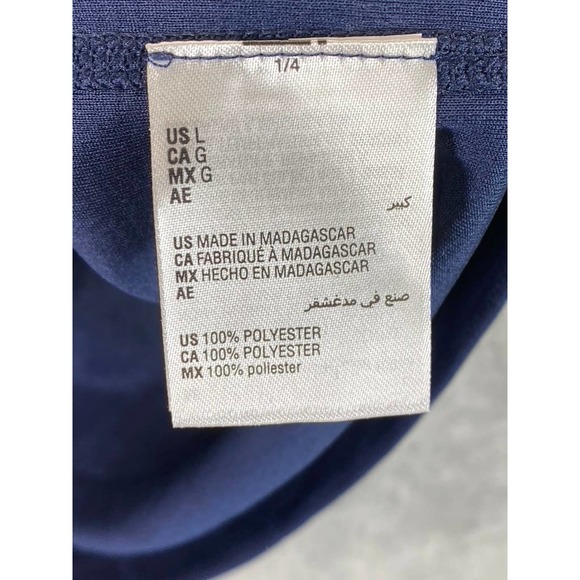 1/4
US L
CA G
MX G
AE
كبير
US MADE IN MADAGASCAR
CA FABRIQUÉ À MADAGASCAR
MX HECHO EN MADAGASCAR
AE
صنع في مدغشقر
US 100% POLYESTER
CA 100% POLYESTER
MX 100% poliester